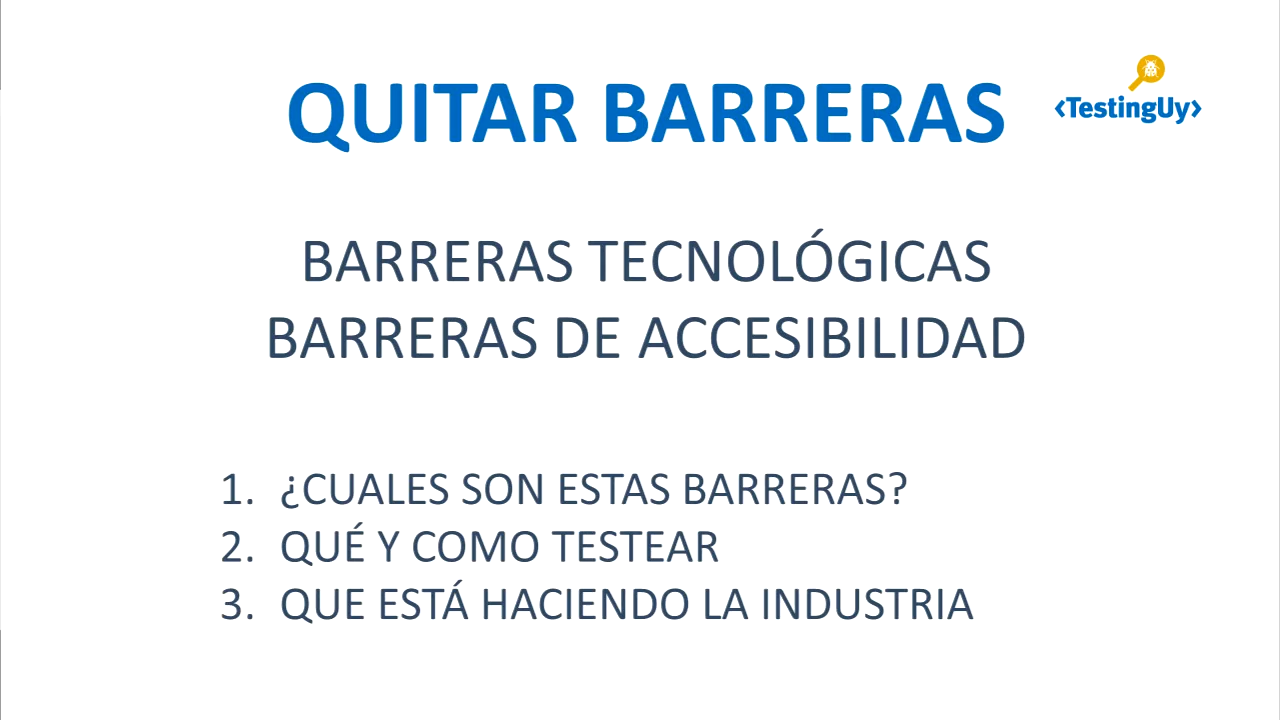 QUITAR BARRERAS
<TestingUy>
BARRERAS TECNOLÓGICAS
BARRERAS DE ACCESIBILIDAD
1. ¿CUALES SON ESTAS BARRERAS?
2. QUÉ Y COMO TESTEAR
3. QUE ESTÁ HACIENDO LA INDUSTRIA